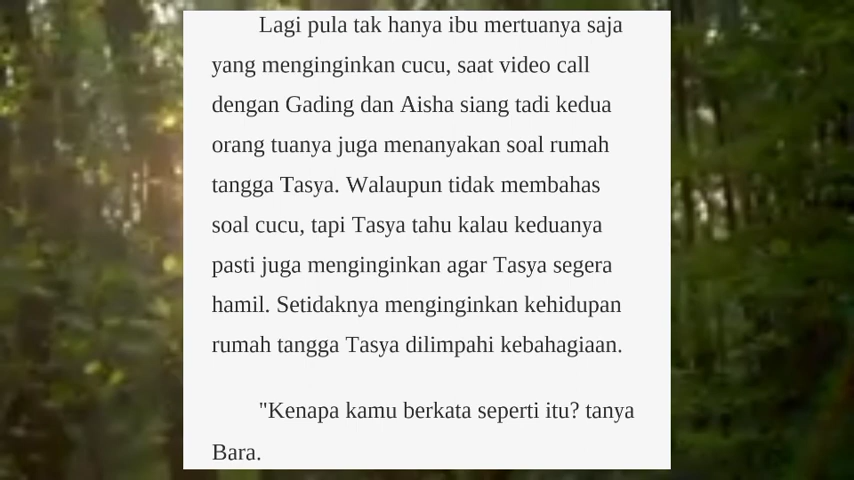 Lagi pula tak hanya ibu mertuanya saja
yang menginginkan cucu, saat video call
dengan Gading dan Aisha siang tadi kedua
orang tuanya juga menanyakan soal rumah
tangga Tasya. Walaupun tidak membahas
soal cucu, tapi Tasya tahu kalau keduanya
pasti juga menginginkan agar Tasya segera
hamil. Setidaknya menginginkan kehidupan
rumah tangga Tasya dilimpahi kebahagiaan.
"Kenapa kamu berkata seperti itu? tanya
Bara.